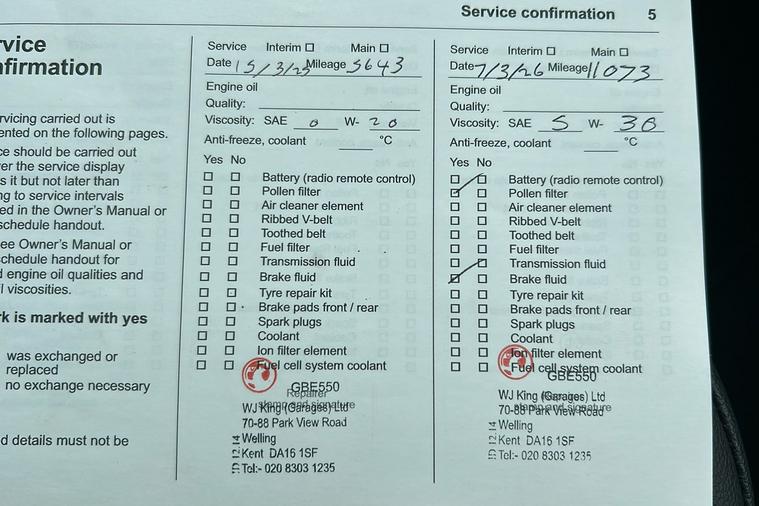 Service confirmation 5
rvice
nfirmation
rvicing carried out is
ented on the following pages.
ce should be carried out
er the service display
s it but not later than
ng to service intervals
ed in the Owner's Manual or
schedule handout.
ee Owner's Manual or
schedule handout for
d engine oil qualities and
l viscosities.
rk is marked with yes
was exchanged or
replaced
no exchange necessary
d details must not be
Service Interim Main
Date 15/3/25 Mileage 5643
Engine oil
Quality:
Viscosity: SAE 0 W- 20
Anti-freeze, coolant °C
Yes No
Battery (radio remote control)
Pollen filter
Air cleaner element
Ribbed V-belt
Toothed belt
Fuel filter
Transmission fluid
Brake fluid
Tyre repair kit
Brake pads front / rear
Spark plugs
Coolant
Ion filter element
Fuel cell system coolant
GBE550
Repairer
stamp and signature
WJ King (Garages) Ltd
70-88 Park View Road
Welling
Kent DA16 1SF
Tel:- 020 8303 1235
Service Interim Main
Date 7/3/26 Mileage 11073
Engine oil
Quality:
Viscosity: SAE 5 W- 30
Anti-freeze, coolant °C
Yes No
Battery (radio remote control)
Pollen filter
Air cleaner element
Ribbed V-belt
Toothed belt
Fuel filter
Transmission fluid
Brake fluid
Tyre repair kit
Brake pads front / rear
Spark plugs
Coolant
Ion filter element
Fuel cell system coolant
GBE550
WJ King (Garages) Ltd
stamp and signature
70-88 Park View Road
Welling
Kent DA16 1SF
Tel:- 020 8303 1235